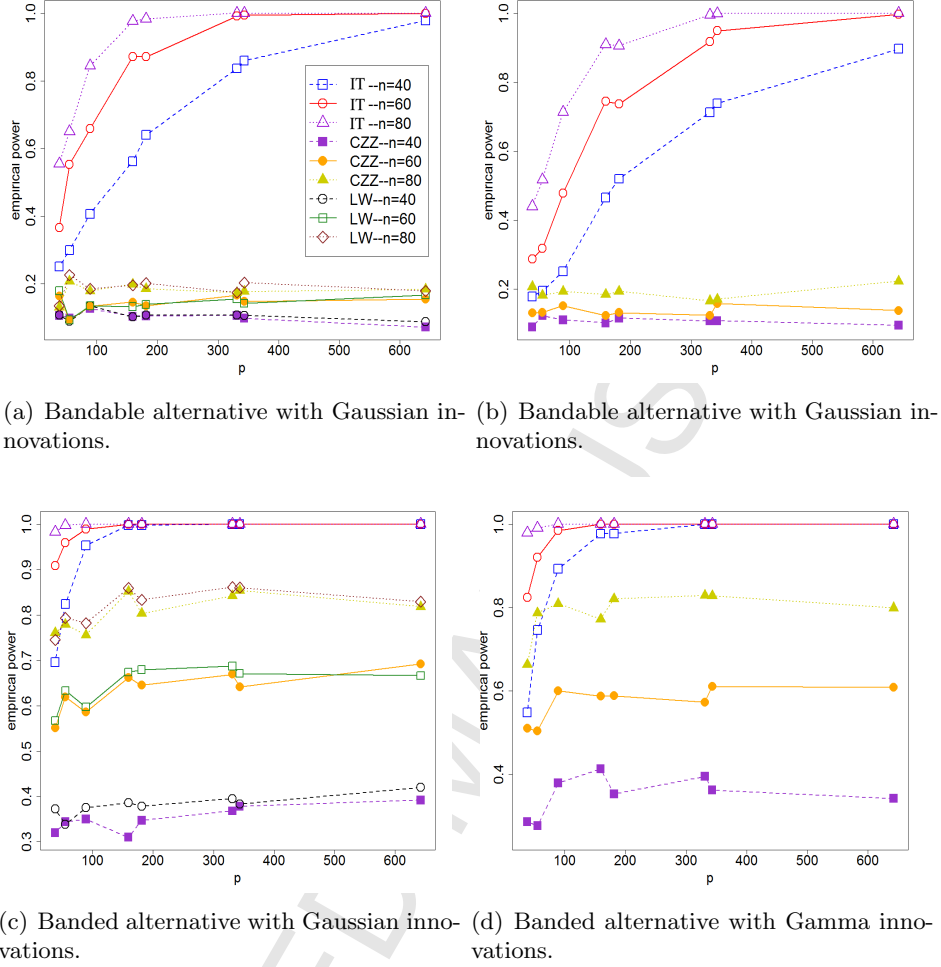 1.0
0.8
0.6
0.4
0.2
empirical power
100
200
300
400
500
600
p
IT --n=40
IT --n=60
IT --n=80
CZZ--n=40
CZZ--n=60
CZZ--n=80
LW--n=40
LW--n=60
LW--n=80
1.0
0.8
0.6
0.4
0.2
empirical power
100
200
300
400
500
600
p
(a) Bandable alternative with Gaussian in-
novations.
(b) Bandable alternative with Gaussian in-
novations.
1.0
0.9
0.8
0.7
0.6
0.5
0.4
0.3
empirical power
100
200
300
400
500
600
p
1.0
0.8
0.6
0.4
empirical power
100
200
300
400
500
600
p
(c) Banded alternative with Gaussian inno-
vations.
(d) Banded alternative with Gamma inno-
vations.